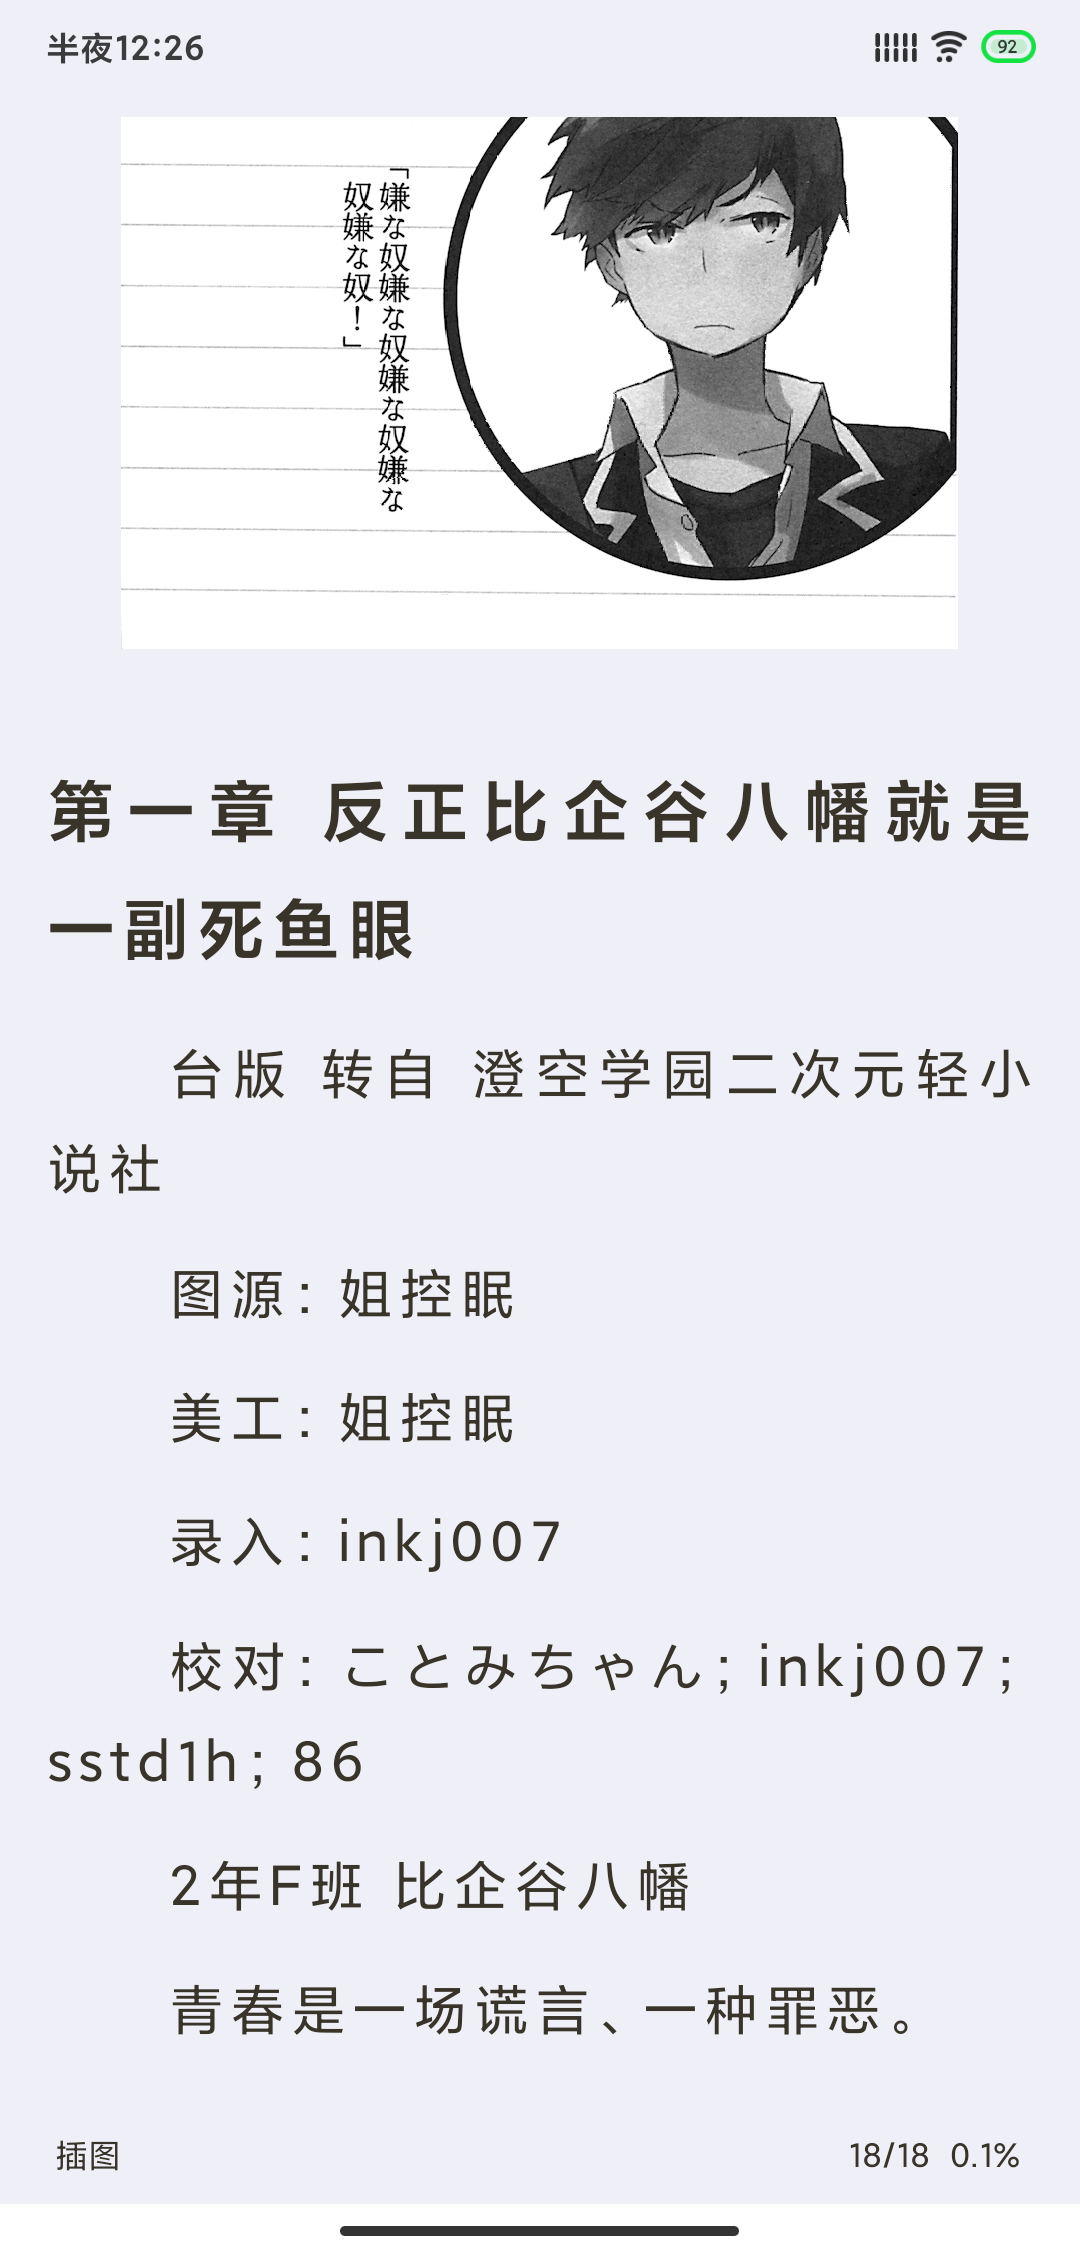 半夜12:26
92
「嫌な奴嫌な奴嫌な奴嫌な
奴嫌な奴！」
第一章 反正比企谷八幡就是
一副死鱼眼
台版 转自 澄空学园二次元轻小
说社
图源：姐控眠
美工：姐控眠
录入：inkj007
校对：ことみちゃん；inkj007；
sstd1h；86
2年F班 比企谷八幡
青春是一场谎言、一种罪恶。
插图
18/18 0.1%